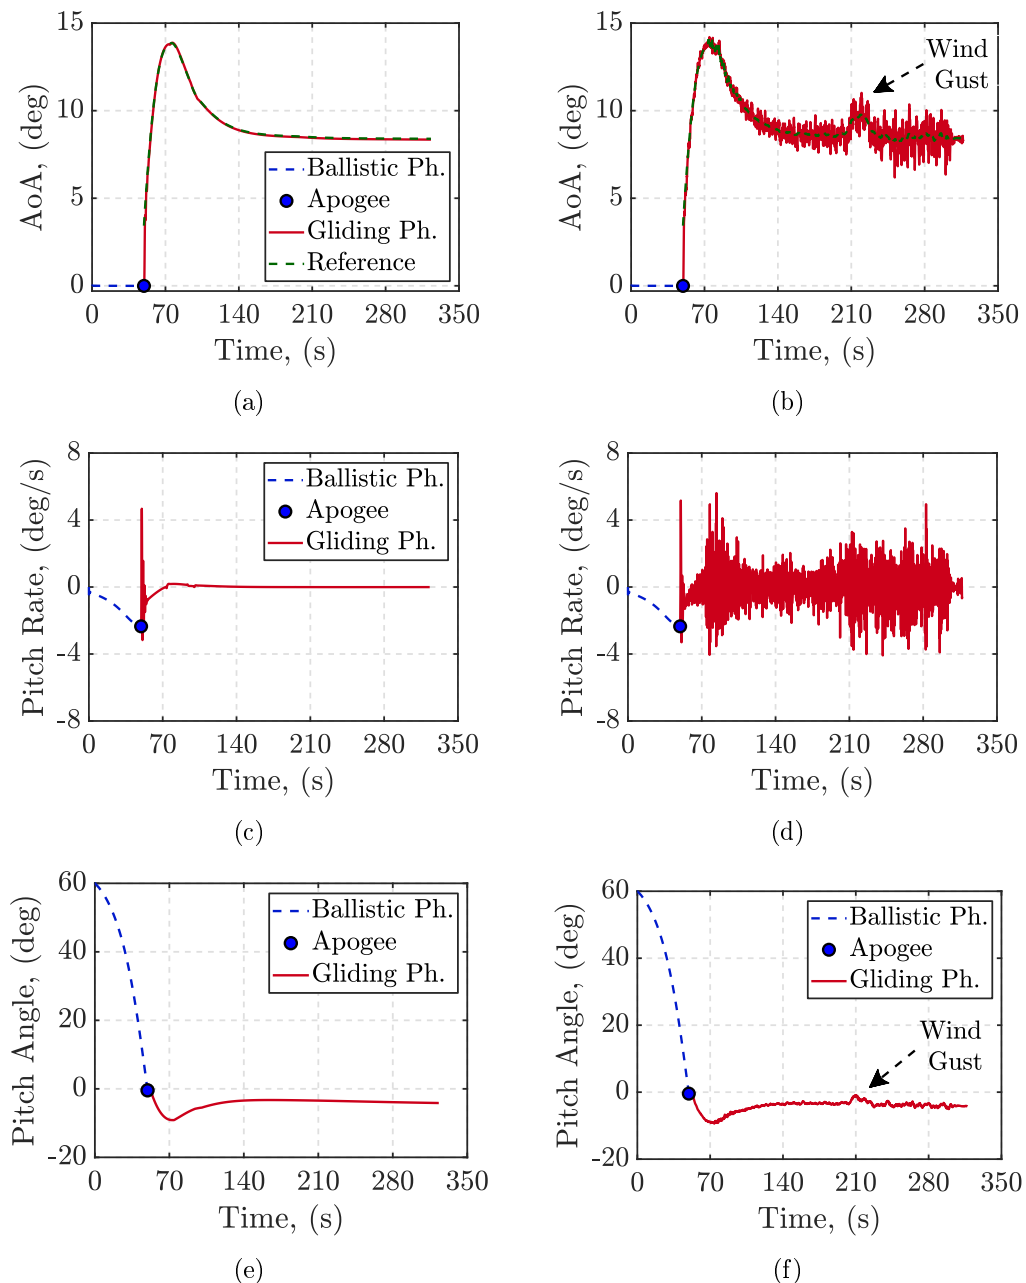 15
10
5
0
AoA, (deg)
Ballistic Ph.
Apogee
Gliding Ph.
Reference
0 70 140 210 280 350
Time, (s)
(a)
15
10
5
0
AoA, (deg)
Wind
Gust
0 70 140 210 280 350
Time, (s)
(b)
8
4
0
-4
-8
Pitch Rate, (deg/s)
Ballistic Ph.
Apogee
Gliding Ph.
0 70 140 210 280 350
Time, (s)
(c)
8
4
0
-4
-8
Pitch Rate, (deg/s)
0 70 140 210 280 350
Time, (s)
(d)
60
40
20
0
-20
Pitch Angle, (deg)
Ballistic Ph.
Apogee
Gliding Ph.
0 70 140 210 280 350
Time, (s)
(e)
60
40
20
0
-20
Pitch Angle, (deg)
Ballistic Ph.
Apogee
Gliding Ph.
Wind
Gust
0 70 140 210 280 350
Time, (s)
(f)